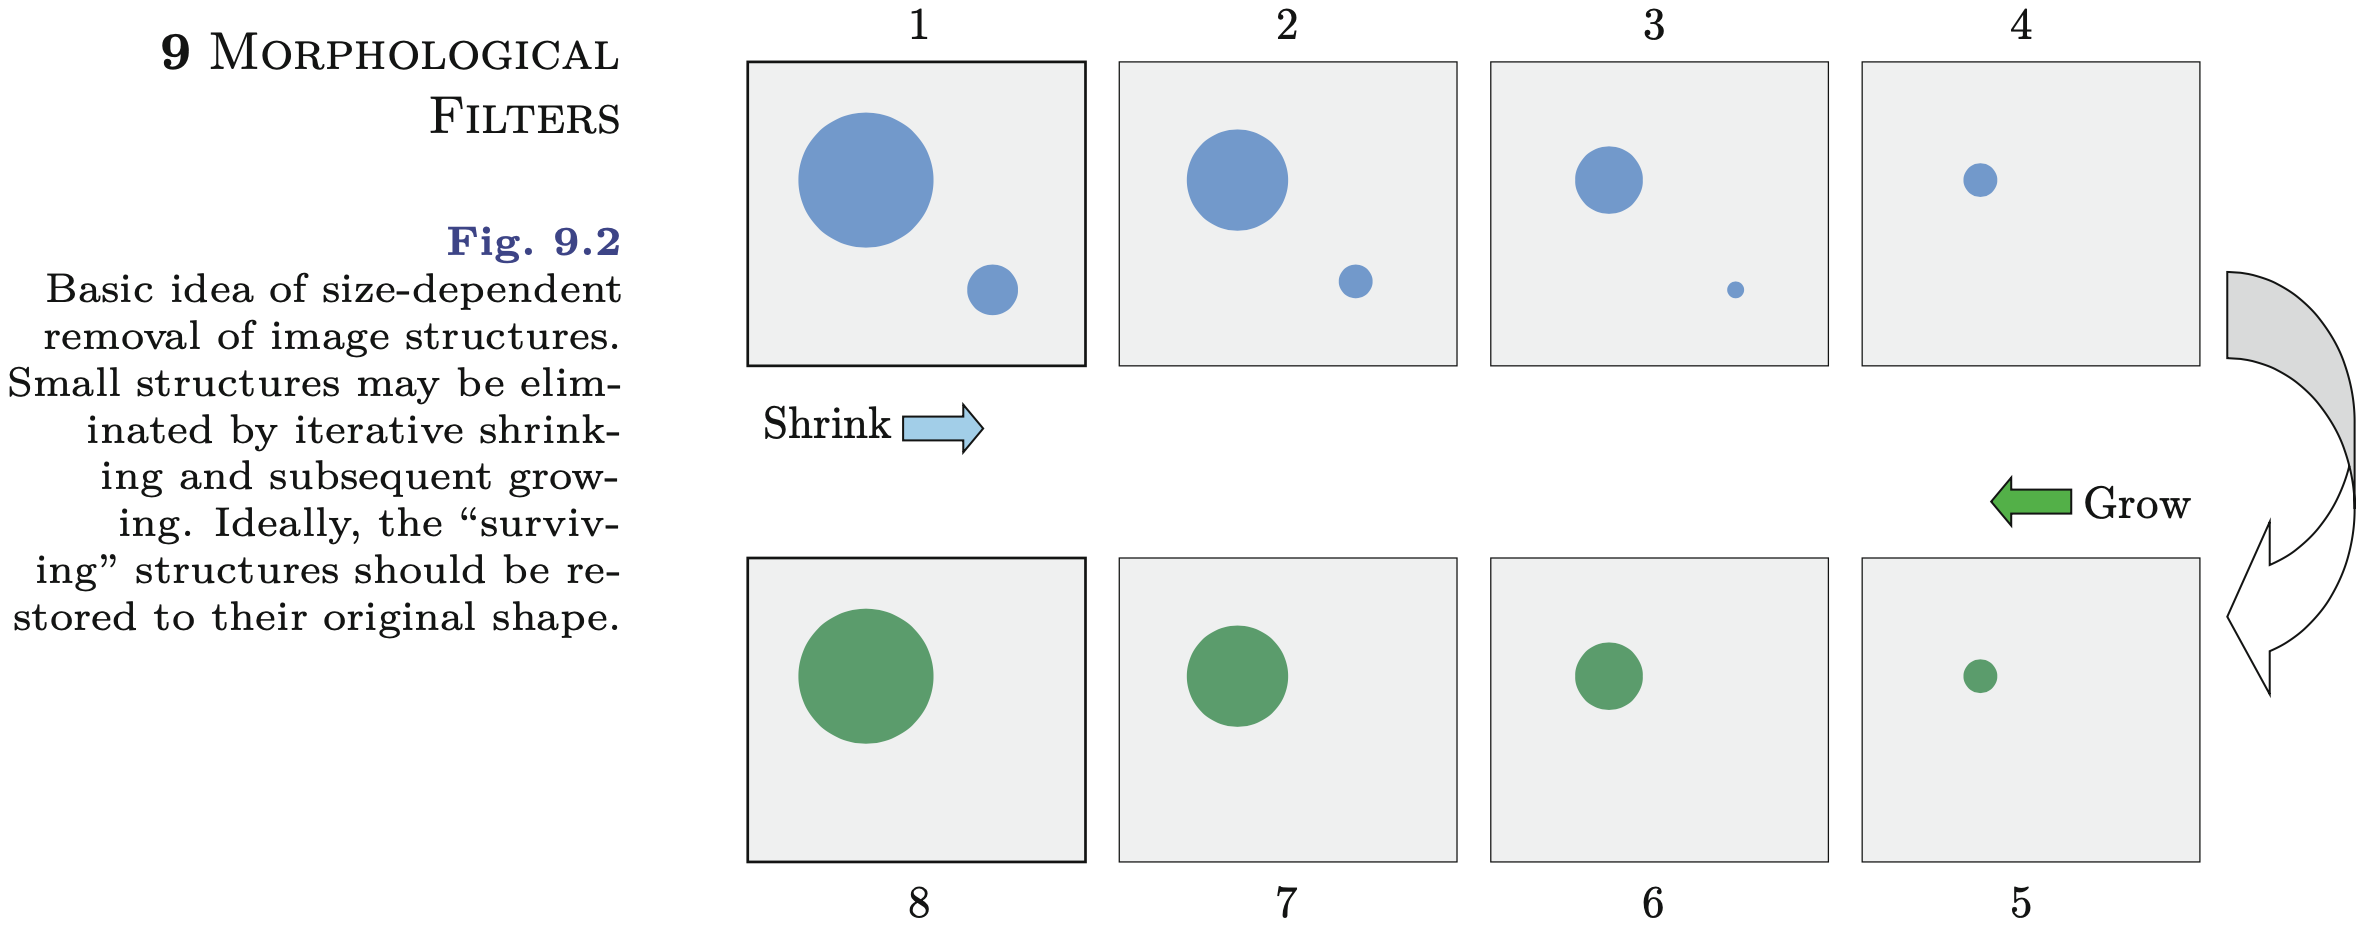 9 MORPHOLOGICAL
FILTERS
Fig. 9.2
Basic idea of size-dependent
removal of image structures.
Small structures may be elim-
inated by iterative shrink-
ing and subsequent grow-
ing. Ideally, the “surviv-
ing” structures should be re-
stored to their original shape.
1 2 3 4
Shrink
Grow
8 7 6 5